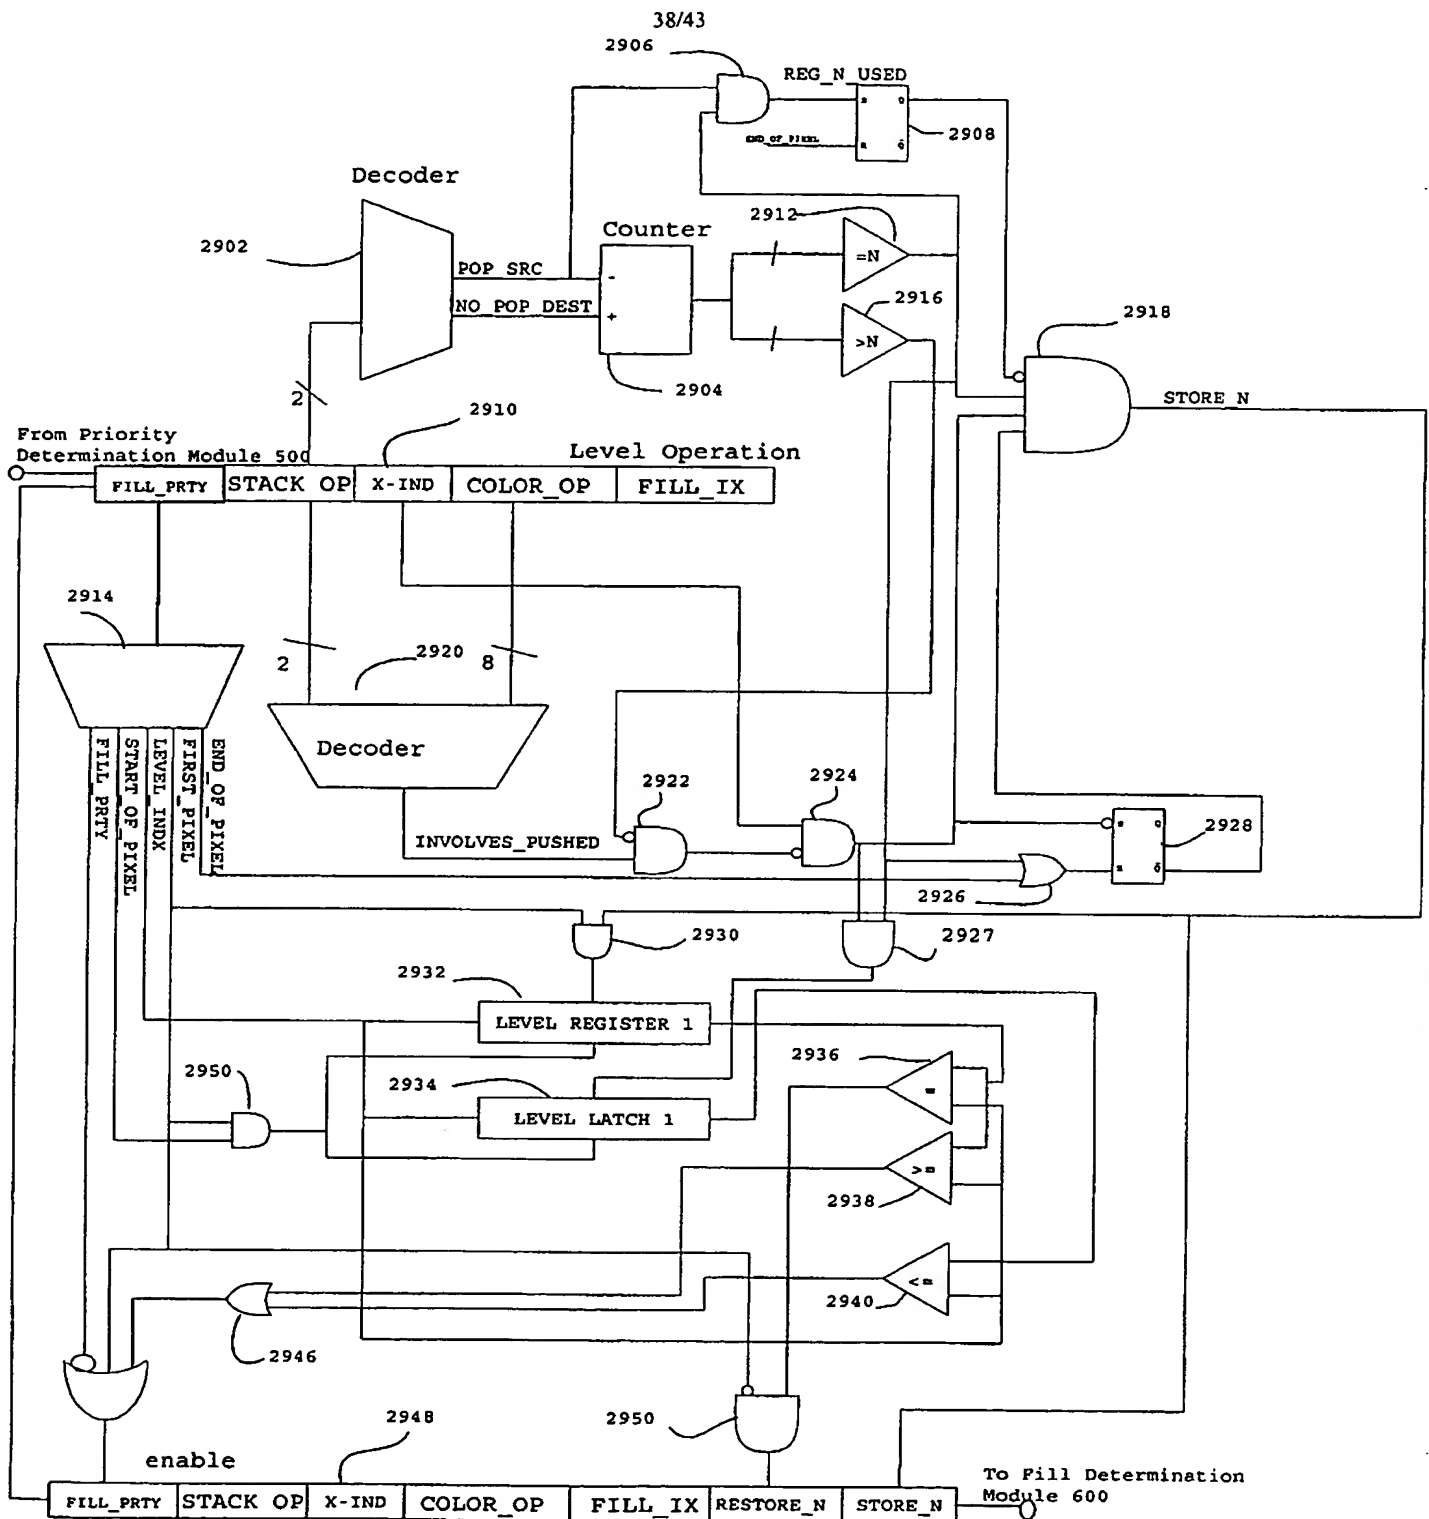 38/43
2906
REG_N_USED
2908
END_OF_PIXEL
Decoder
2902
POP_SRC
NO_POP_DEST
Counter
-
+
2904
2912
=N
2916
>N
2918
STORE_N
2
2910
From Priority
Determination Module 500
Level Operation
FILL_PRTY
STACK OP
X-IND
COLOR_OP
FILL_IX
2914
2
2920
8
Decoder
FILL_PRTY
START_OF_PIXEL
LEVEL_INDX
FIRST_PIXEL
END_OF_PIXEL
INVOLVES_PUSHED
2922
2924
2928
2926
2930
2927
2932
LEVEL REGISTER 1
2936
=
2950
2934
LEVEL LATCH 1
>=
2938
<=
2940
2946
2948
2950
enable
To Fill Determination
Module 600
FILL_PRTY
STACK OP
X-IND
COLOR_OP
FILL_IX
RESTORE_N
STORE_N